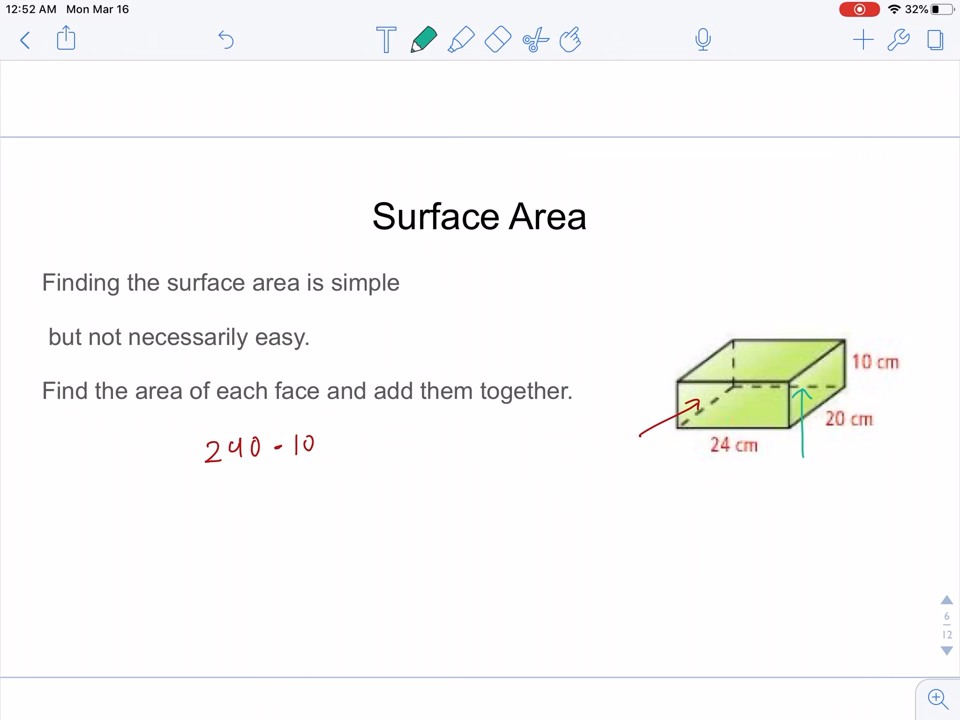 12:52 AM Mon Mar 16
32%
T
Surface Area
Finding the surface area is simple
but not necessarily easy.
Find the area of each face and add them together.
240 - 10
10 cm
20 cm
24 cm
6
12